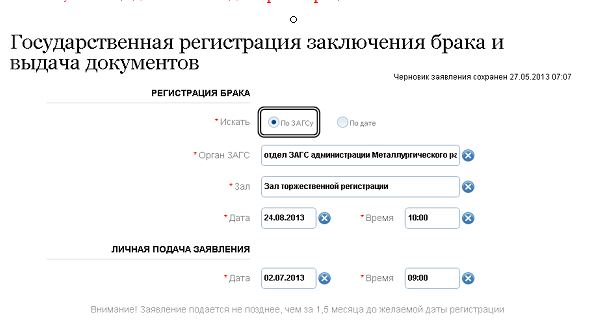 Государственная регистрация заключения брака и
выдача документов
Черновик заявления сохранен 27.05.2013 07:07
РЕГИСТРАЦИЯ БРАКА
* Искать По ЗАГСу По дате
* Орган ЗАГС отдел ЗАГС администрации Металлургического ра
* Зал Зал торжественной регистрации
* Дата 24.08.2013 * Время 10:00
ЛИЧНАЯ ПОДАЧА ЗАЯВЛЕНИЯ
* Дата 02.07.2013 * Время 09:00
Внимание! Заявление подается не позднее, чем за 1,5 месяца до желаемой даты регистрации